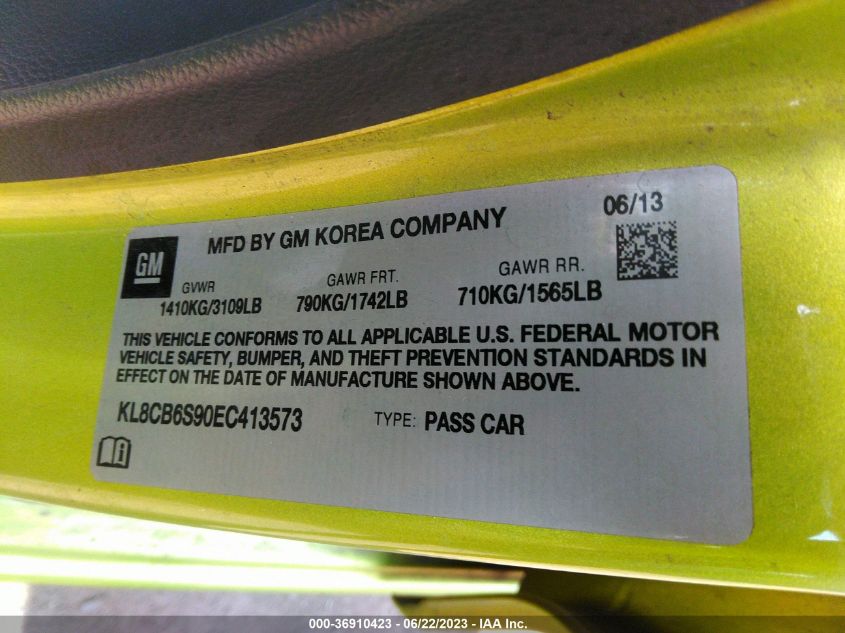 MFD BY GM KOREA COMPANY 06/13
GM
GVWR GAWR FRT. GAWR RR.
1410KG/3109LB 790KG/1742LB 710KG/1565LB
THIS VEHICLE CONFORMS TO ALL APPLICABLE U.S. FEDERAL MOTOR
VEHICLE SAFETY, BUMPER, AND THEFT PREVENTION STANDARDS IN
EFFECT ON THE DATE OF MANUFACTURE SHOWN ABOVE.
KL8CB6S90EC413573 TYPE: PASS CAR
i
000-36910423 - 06/22/2023 - IAA Inc.